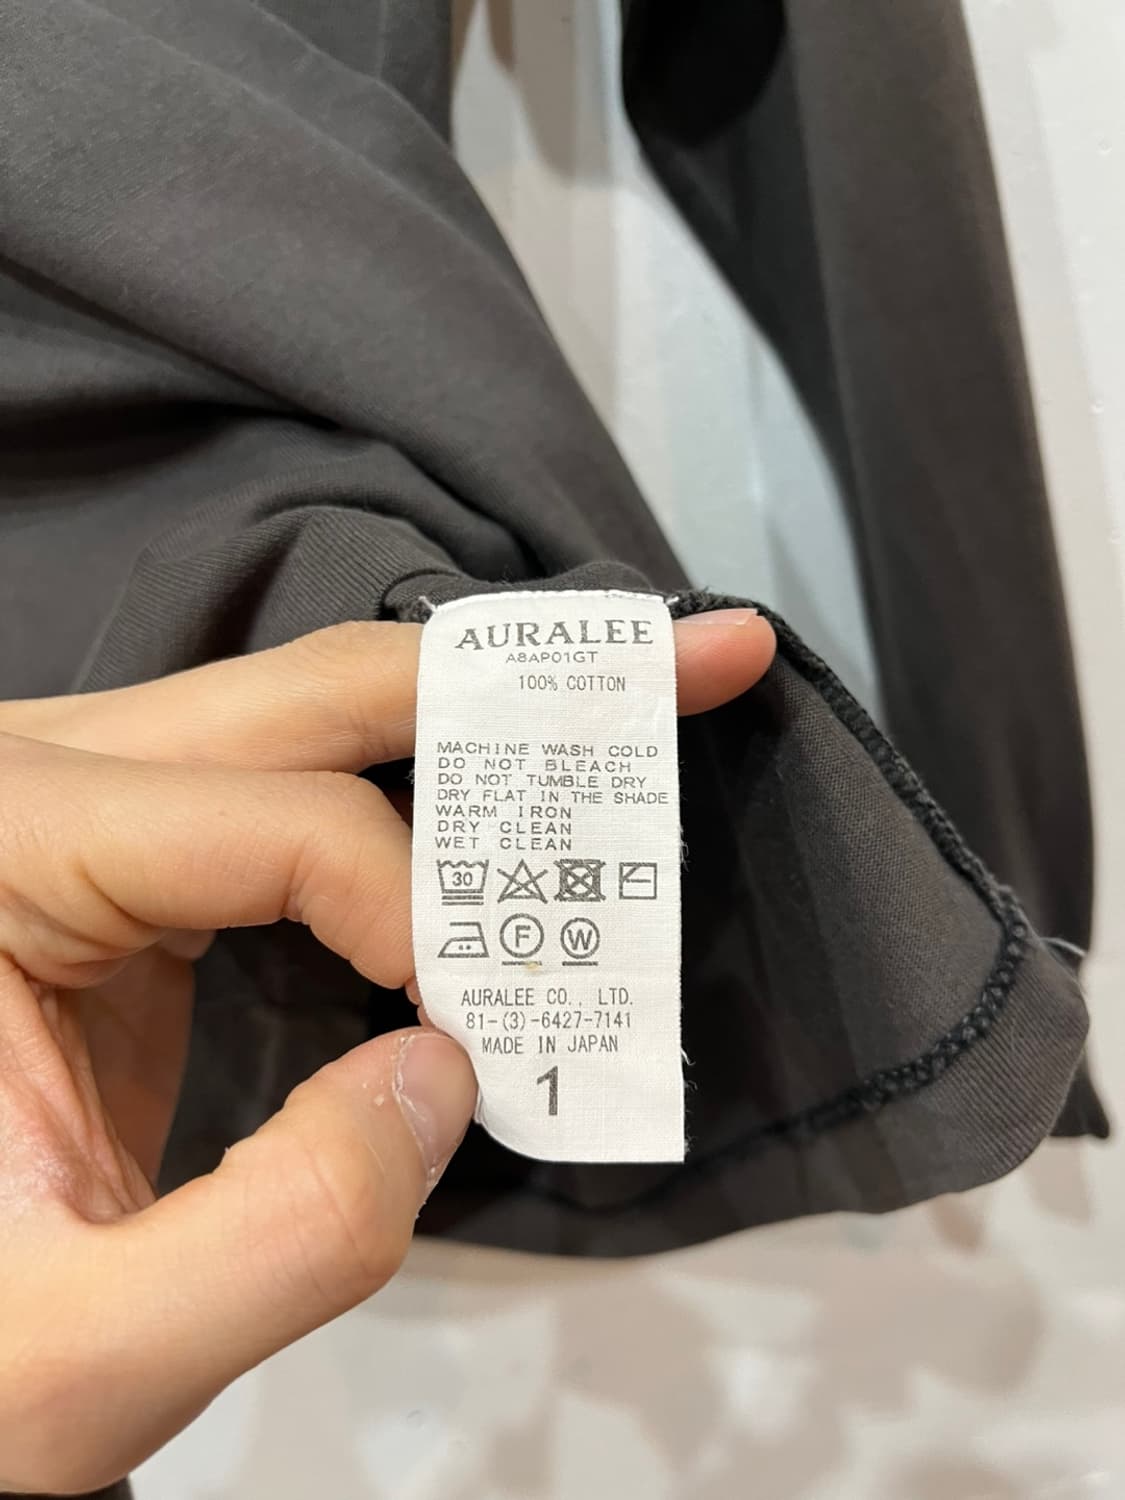 AURALEE
A8AP01GT
100% COTTON
MACHINE WASH COLD
DO NOT BLEACH
DO NOT TUMBLE DRY
DRY FLAT IN THE SHADE
WARM IRON
DRY CLEAN
WET CLEAN
30
F W
AURALEE CO., LTD.
81-(3)-6427-7141
MADE IN JAPAN
1